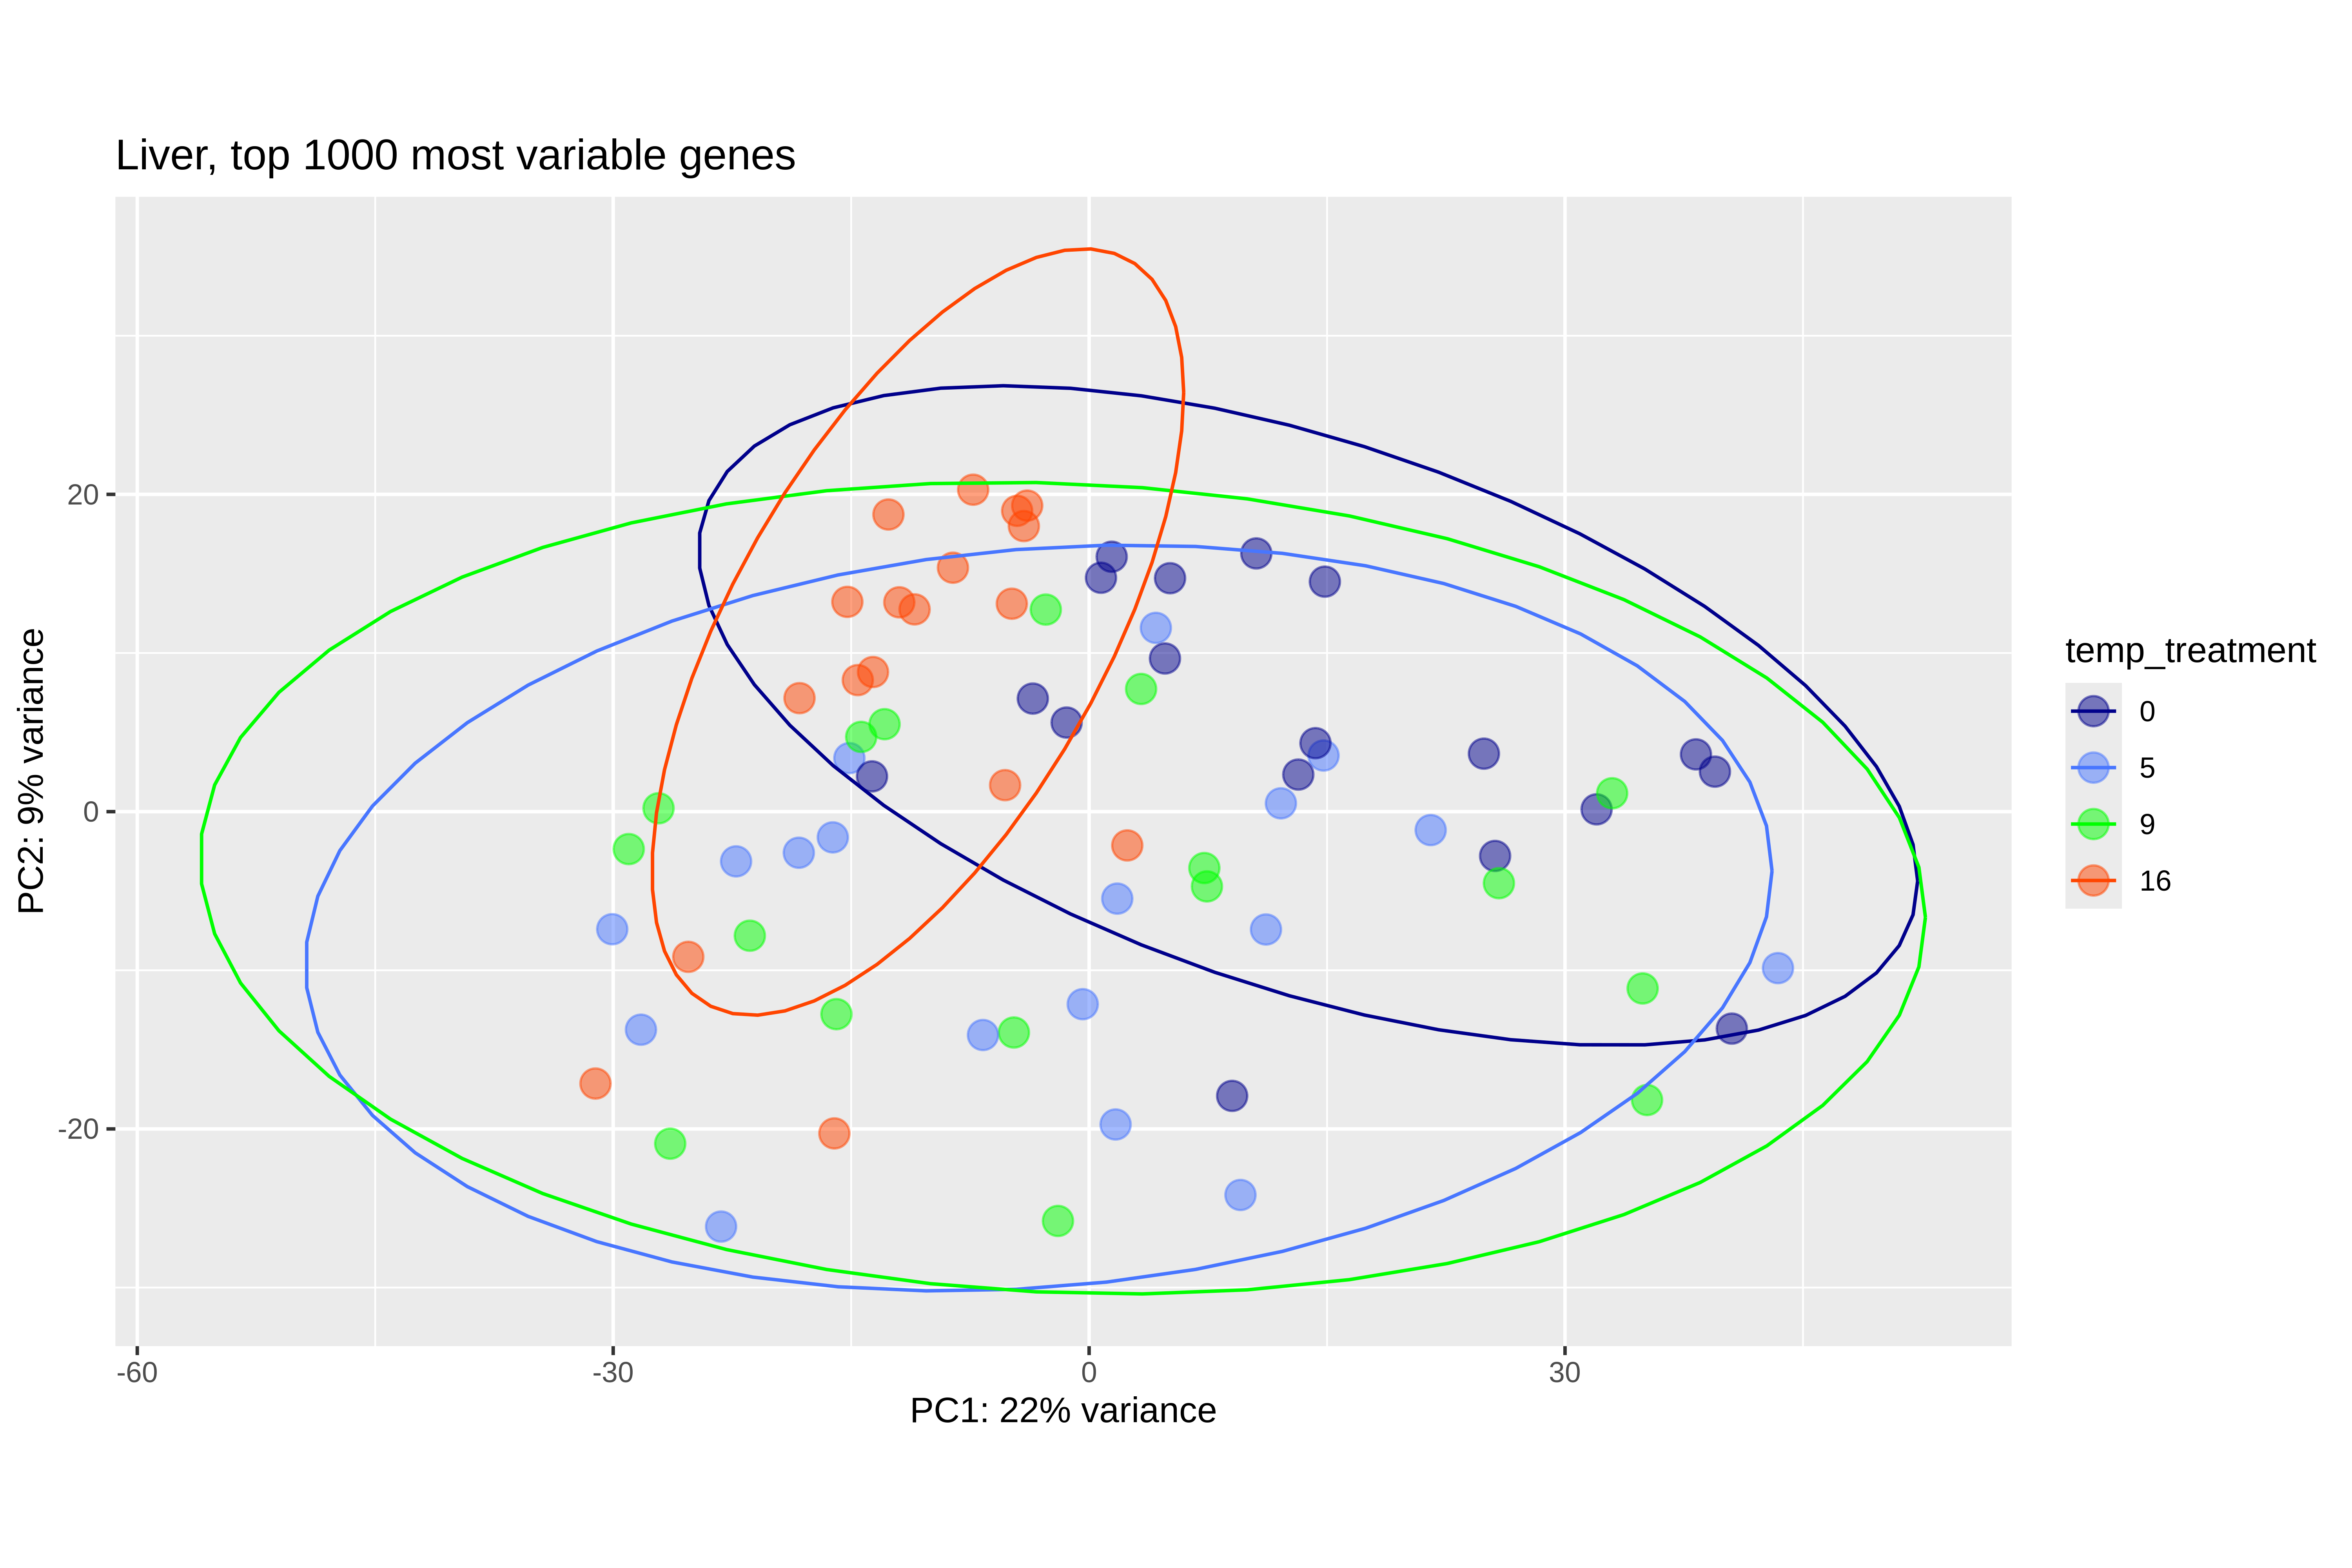 Liver, top 1000 most variable genes
20
0
-20
-60
-30
0
30
PC1: 22% variance
PC2: 9% variance
temp_treatment
0
5
9
16